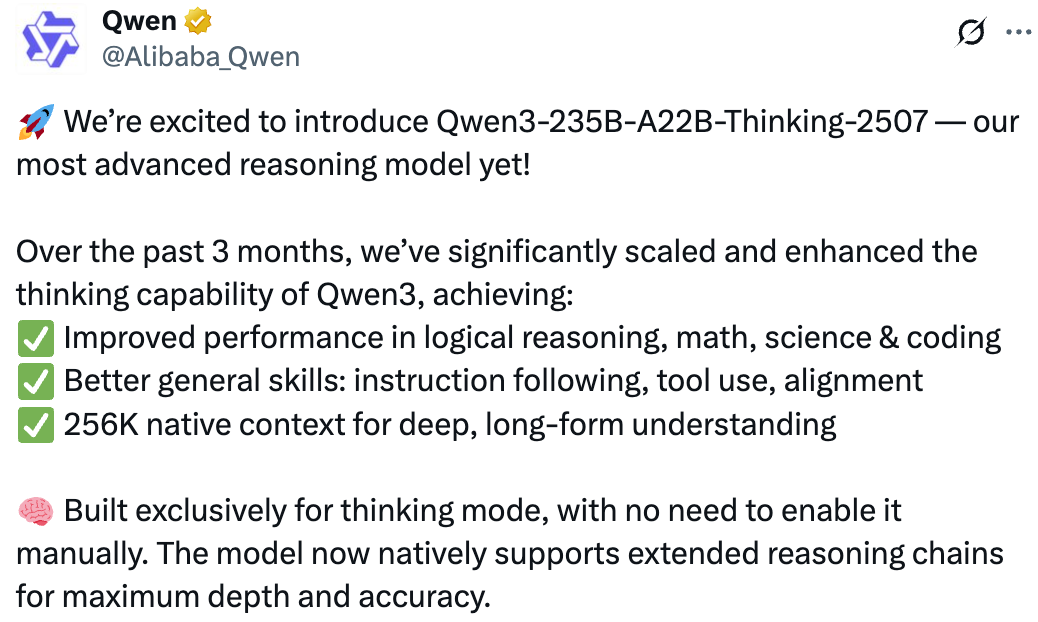 Qwen
@Alibaba_Qwen
🚀 We’re excited to introduce Qwen3-235B-A22B-Thinking-2507 — our
most advanced reasoning model yet!
Over the past 3 months, we’ve significantly scaled and enhanced the
thinking capability of Qwen3, achieving:
✅ Improved performance in logical reasoning, math, science & coding
✅ Better general skills: instruction following, tool use, alignment
✅ 256K native context for deep, long-form understanding
🧠 Built exclusively for thinking mode, with no need to enable it
manually. The model now natively supports extended reasoning chains
for maximum depth and accuracy.